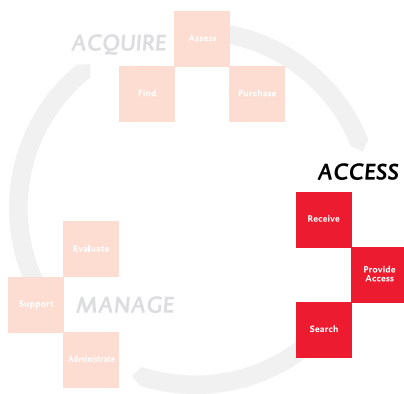 ACQUIRE
Assess
Find
Purchase
ACCESS
Receive
Provide
Access
Search
Evaluate
Support
MANAGE
Administrate